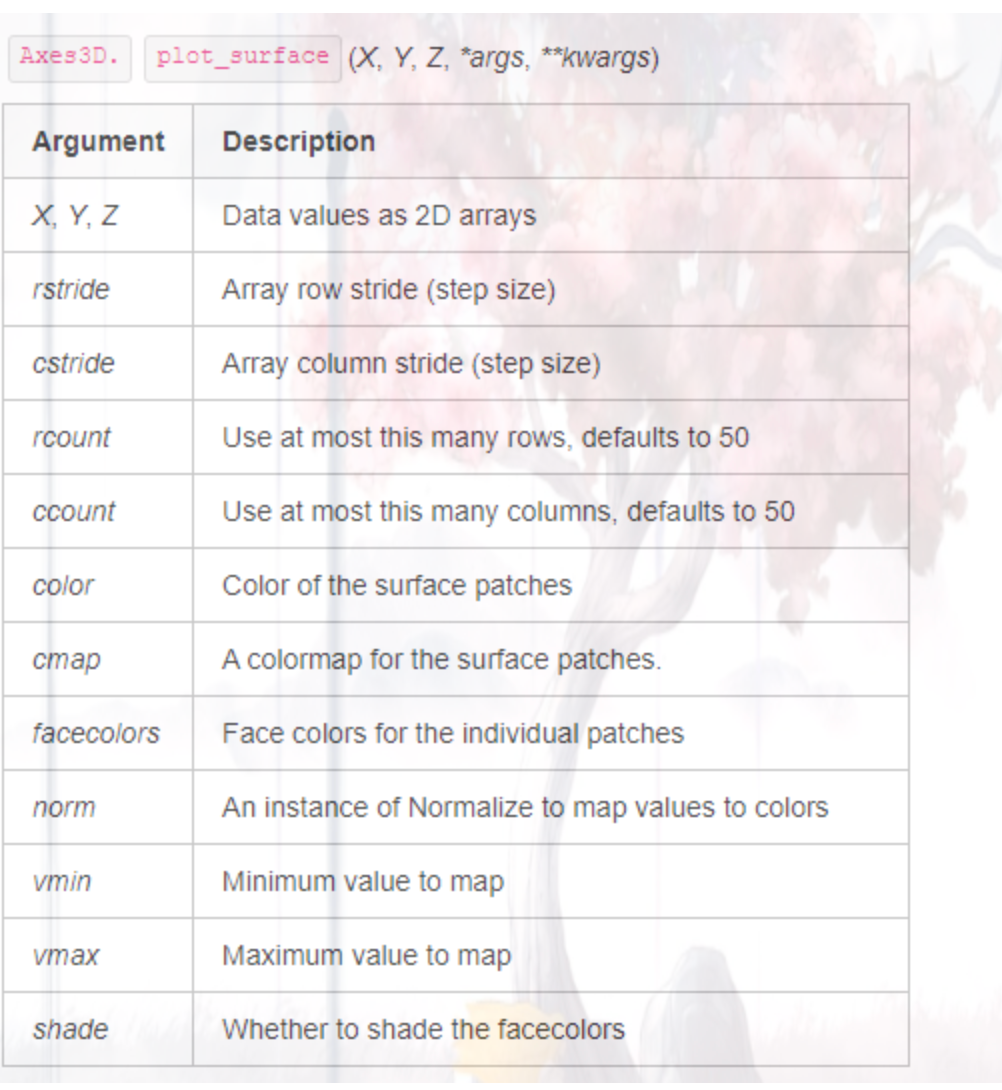 Axes3D. plot_surface (X, Y, Z, *args, **kwargs)
Argument Description
X, Y, Z Data values as 2D arrays
rstride Array row stride (step size)
cstride Array column stride (step size)
rcount Use at most this many rows, defaults to 50
ccount Use at most this many columns, defaults to 50
color Color of the surface patches
cmap A colormap for the surface patches.
facecolors Face colors for the individual patches
norm An instance of Normalize to map values to colors
vmin Minimum value to map
vmax Maximum value to map
shade Whether to shade the facecolors